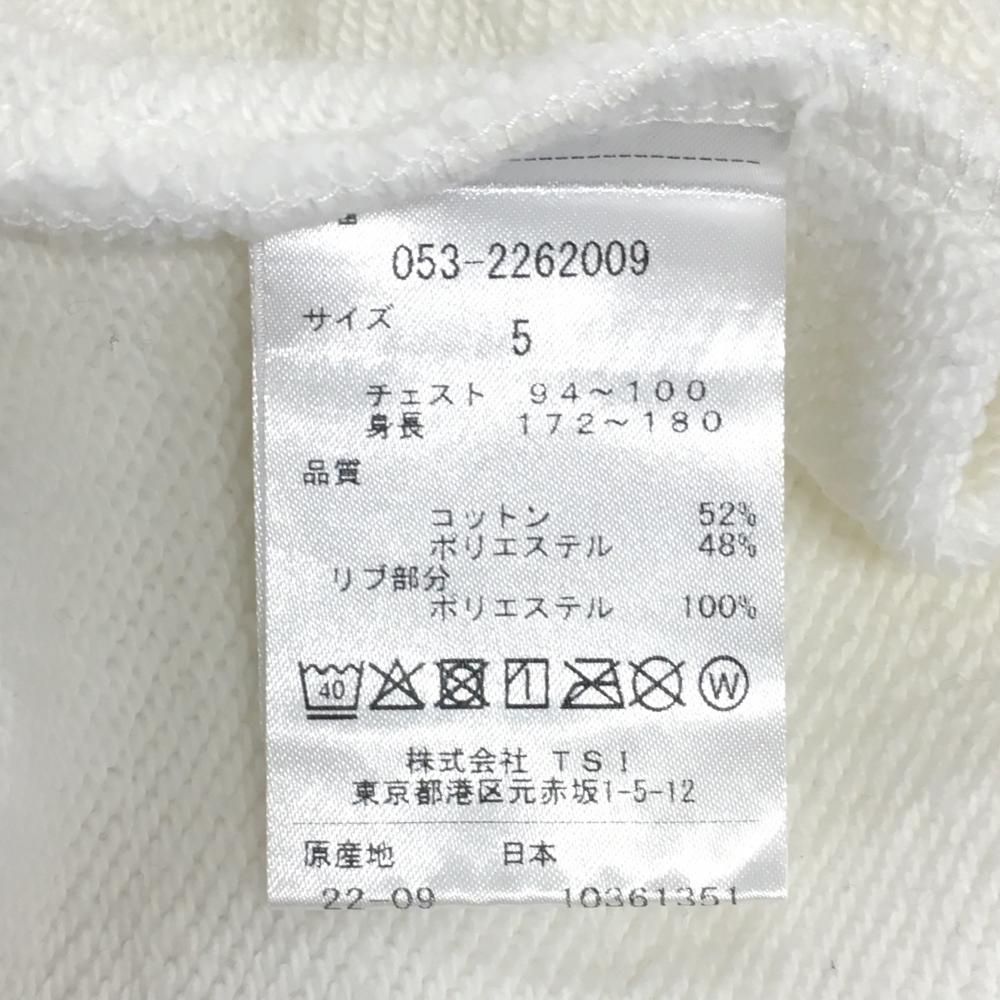 053-2262009
サイズ
5
チェスト 94～100
身長 172～180
品質
コットン 52%
ポリエステル 48%
リブ部分
ポリエステル 100%
40 W
株式会社 TSI
東京都港区元赤坂1-5-12
原産地 日本
22-09 10361351